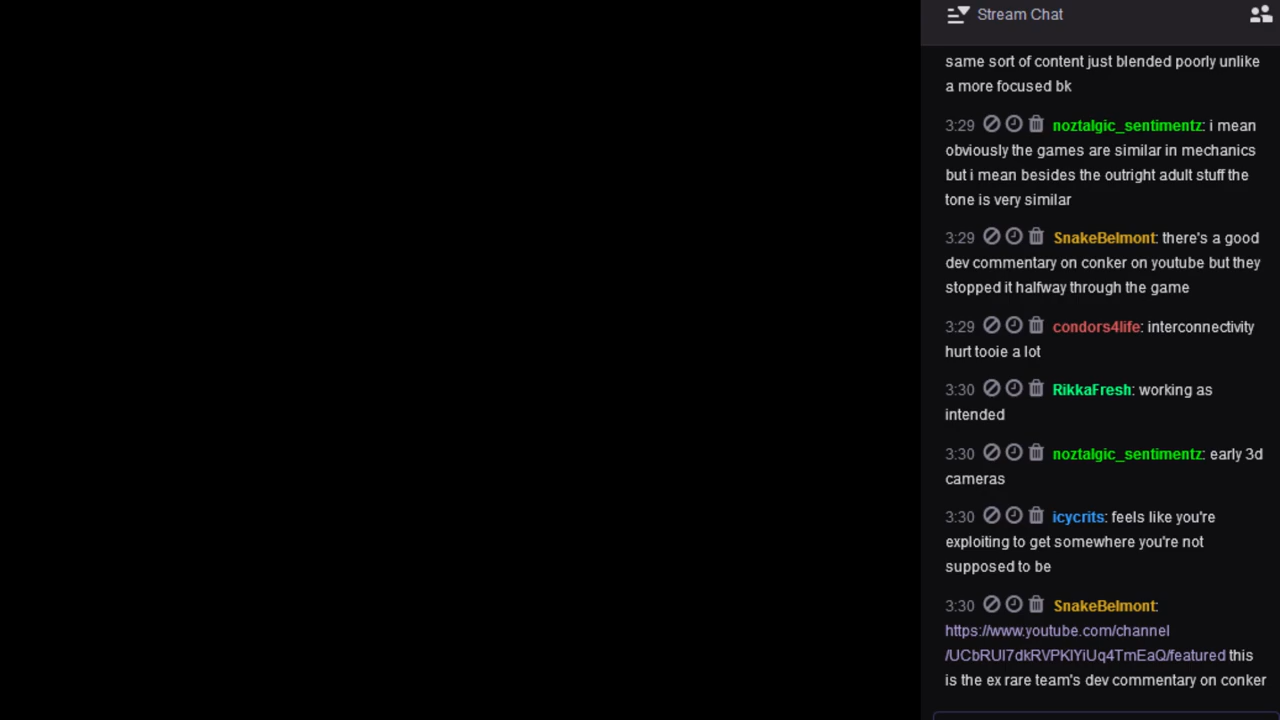 Stream Chat
same sort of content just blended poorly unlike
a more focused bk
3:29 noztalgic_sentimentz: i mean
obviously the games are similar in mechanics
but i mean besides the outright adult stuff the
tone is very similar
3:29 SnakeBelmont: there's a good
dev commentary on conker on youtube but they
stopped it halfway through the game
3:29 condors4life: interconnectivity
hurt tooie a lot
3:30 RikkaFresh: working as
intended
3:30 noztalgic_sentimentz: early 3d
cameras
3:30 icycrits: feels like you're
exploiting to get somewhere you're not
supposed to be
3:30 SnakeBelmont:
https://www.youtube.com/channel
/UCbRUI7dkRVPKlYiUq4TmEaQ/featured this
is the ex rare team's dev commentary on conker